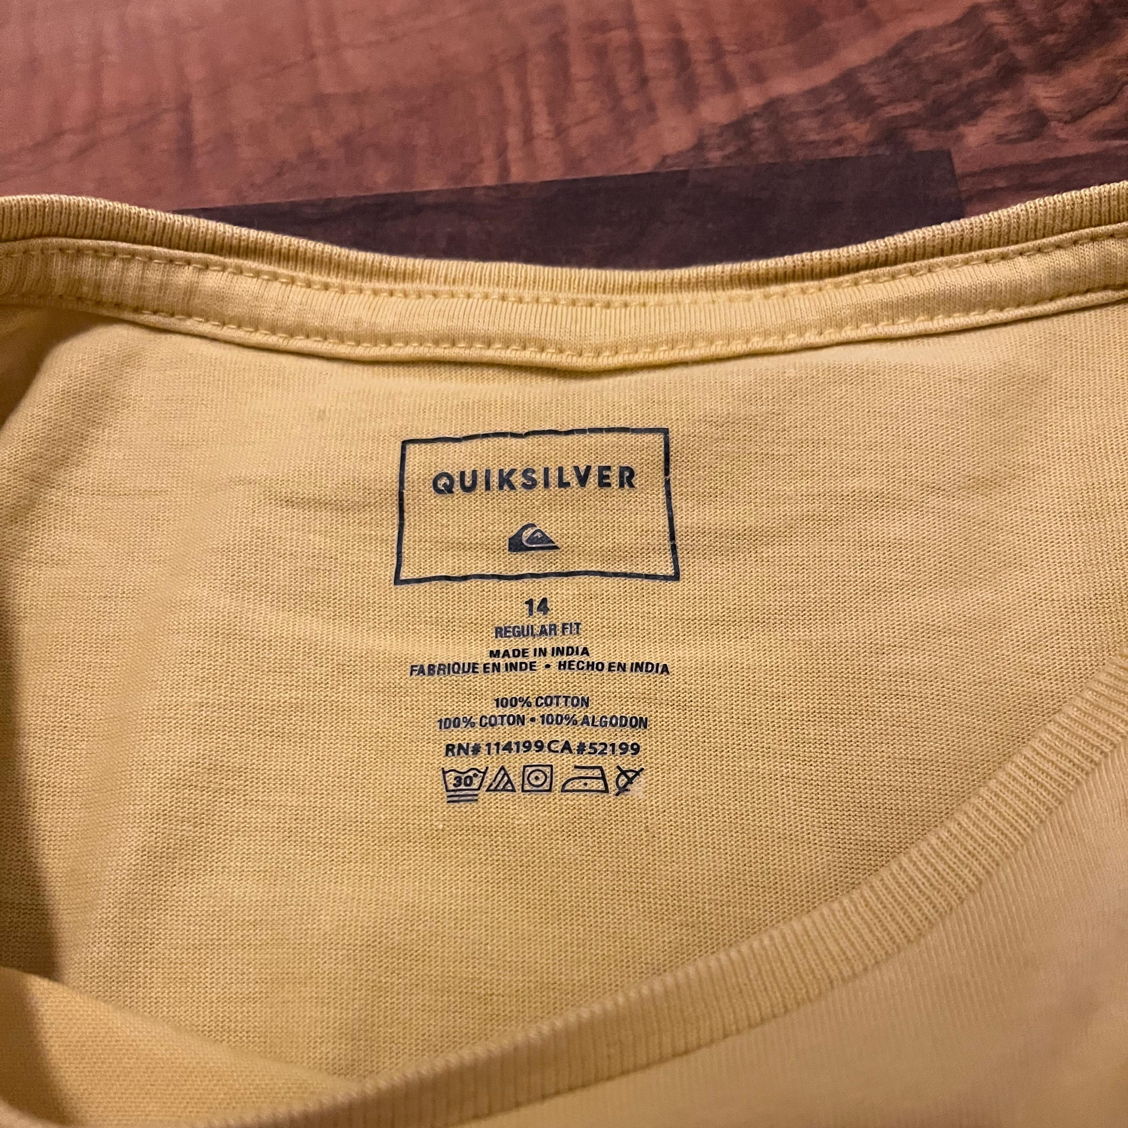 QUIKSILVER
14
REGULAR FIT
MADE IN INDIA
FABRIQUE EN INDE • HECHO EN INDIA
100% COTTON
100% COTON • 100% ALGODON
RN#114199 CA#52199
30°